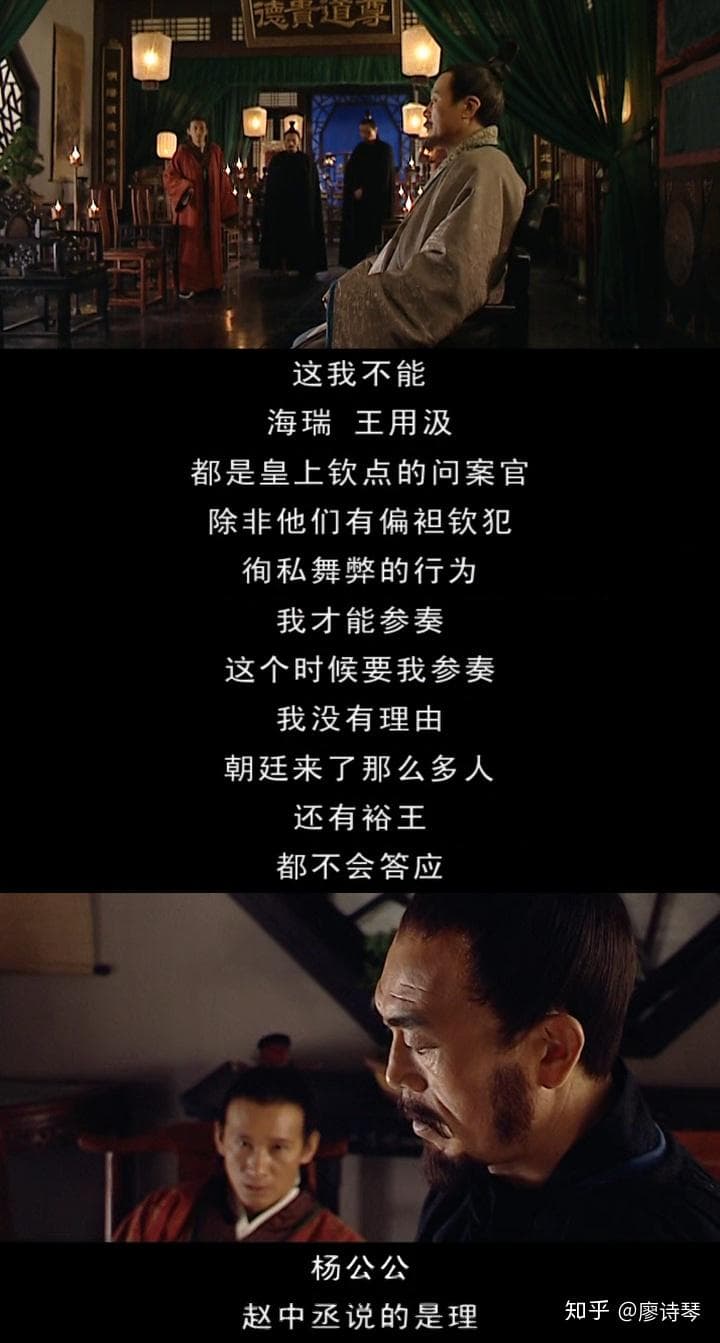 德貴道尊
这我不能
海瑞 王用汲
都是皇上钦点的问案官
除非他们有偏袒钦犯
徇私舞弊的行为
我才能参奏
这个时候要我参奏
我没有理由
朝廷来了那么多人
还有裕王
都不会答应
杨公公
赵中丞说的是理
知乎 @廖诗琴